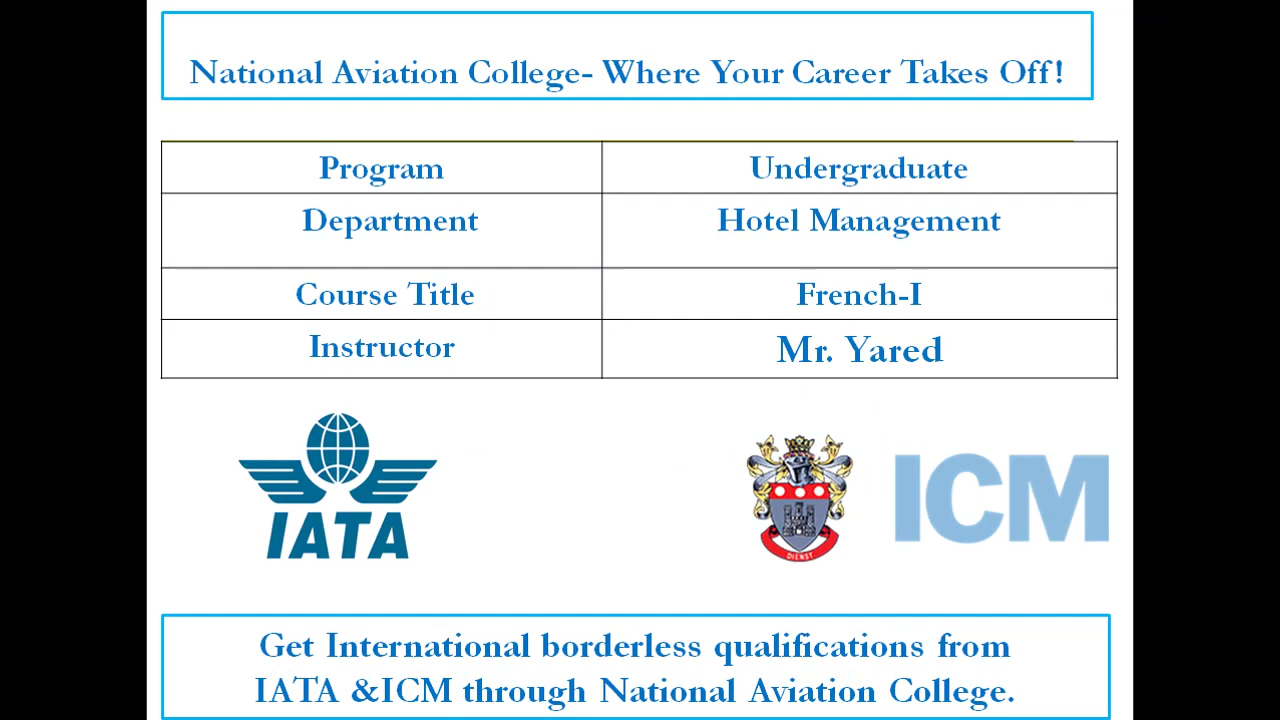 National Aviation College- Where Your Career Takes Off!
Program Undergraduate
Department Hotel Management
Course Title French-I
Instructor Mr. Yared
IATA
DIENSY
ICM
Get International borderless qualifications from
IATA &ICM through National Aviation College.